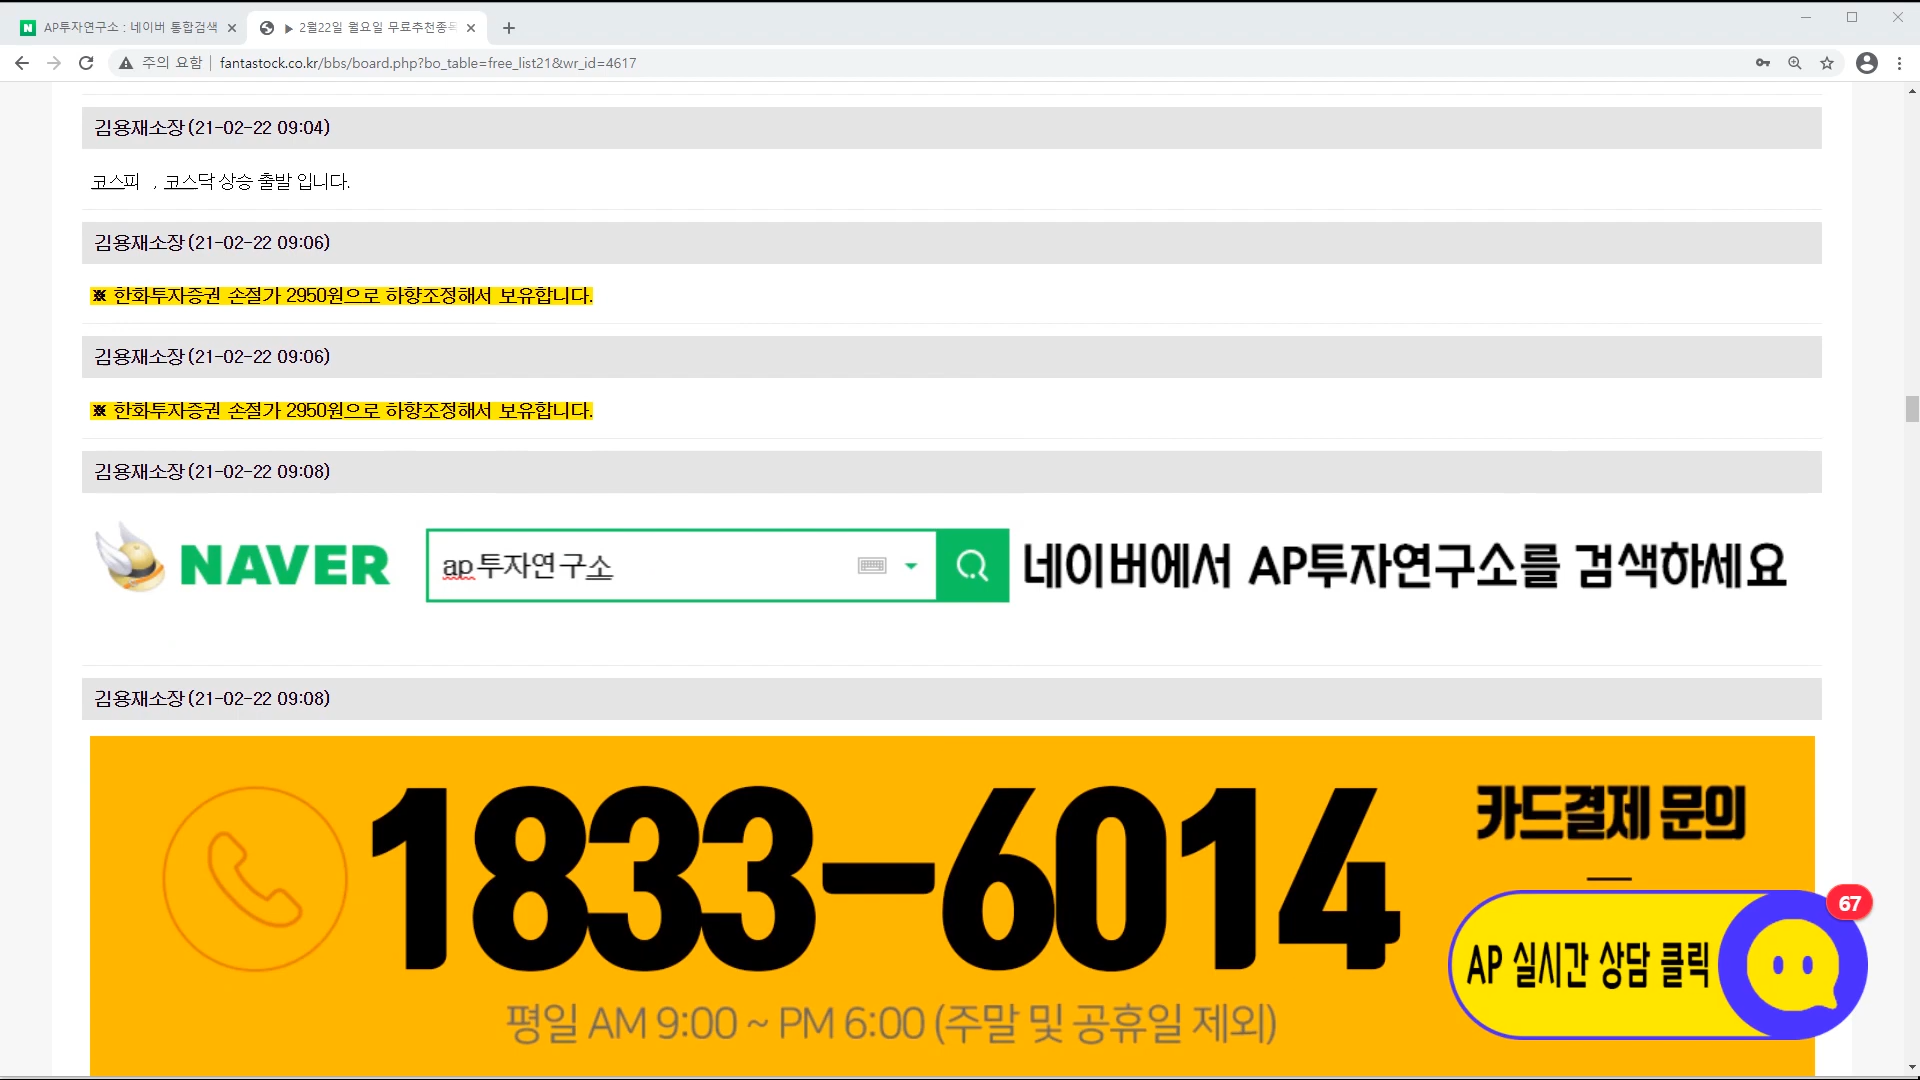 AP투자연구소 : 네이버 통합검색
▶ 2월22일 월요일 무료추천종목
주의 요함 | fantastock.co.kr/bbs/board.php?bo_table=free_list21&wr_id=4617
김용재소장 (21-02-22 09:04)
코스피 , 코스닥 상승 출발 입니다.
김용재소장 (21-02-22 09:06)
※ 한화투자증권 손절가 2950원으로 하향조정해서 보유합니다.
김용재소장 (21-02-22 09:06)
※ 한화투자증권 손절가 2950원으로 하향조정해서 보유합니다.
김용재소장 (21-02-22 09:08)
NAVER ap투자연구소 네이버에서 AP투자연구소를 검색하세요
김용재소장 (21-02-22 09:08)
1833-6014
카드결제 문의
67
AP 실시간 상담 클릭
평일 AM 9:00 ~ PM 6:00 (주말 및 공휴일 제외)